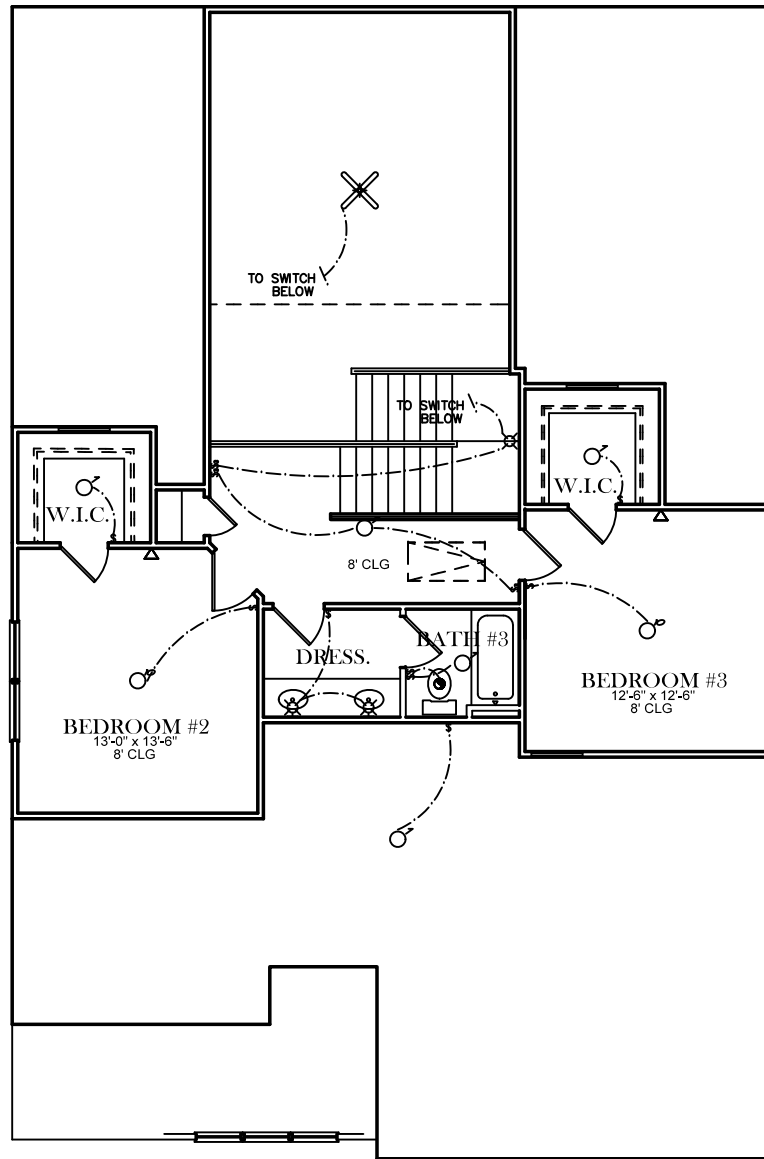 TO SWITCH
BELOW
TO SWITCH
BELOW
W.I.C.
W.I.C.
8' CLG
DRESS.
BATH #3
BEDROOM #2
13'-0" x 13'-6"
8' CLG
BEDROOM #3
12'-6" x 12'-6"
8' CLG